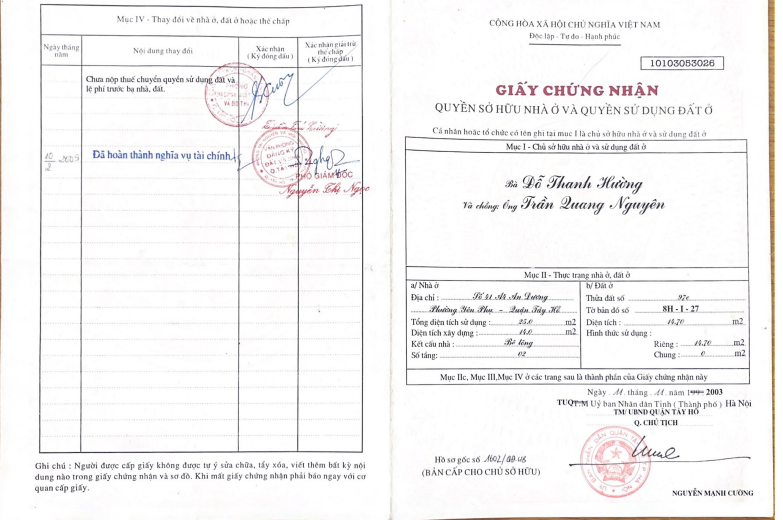 Mục IV - Thay đổi về nhà ở, đất ở hoặc thế chấp
Ngày tháng năm
Nội dung thay đổi
Xác nhận
( Ký đóng dấu )
Xác nhận giải trừ thế chấp
( Ký đóng dấu )
Chưa nộp thuế chuyển quyền sử dụng đất và
lệ phí trước bạ nhà, đất.
10/2
Đã hoàn thành nghĩa vụ tài chính
PHÓ GIÁM ĐỐC
Nguyễn Thị Ngọc
Ghi chú : Người được cấp giấy không được tự ý sửa chữa, tẩy xóa, viết thêm bất kỳ nội
dung nào trong giấy chứng nhận và sơ đồ. Khi mất giấy chứng nhận phải báo ngay với cơ
quan cấp giấy.
CỘNG HÒA XÃ HỘI CHỦ NGHĨA VIỆT NAM
Độc lập - Tự do - Hạnh phúc
10103053026
GIẤY CHỨNG NHẬN
QUYỀN SỞ HỮU NHÀ Ở VÀ QUYỀN SỬ DỤNG ĐẤT Ở
Cá nhân hoặc tổ chức có tên ghi tại mục I là chủ sở hữu nhà ở và sử dụng đất ở
Mục I - Chủ sở hữu nhà ở và sử dụng đất ở
Bà Đỗ Thanh Hường
Và chồng: Ông Trần Quang Nguyên
Mục II - Thực trạng nhà ở, đất ở
a/ Nhà ở
Địa chỉ : Số 41 A4 An Dương
Phường Yên Phụ - Quận Tây Hồ
Tổng diện tích sử dụng : 25.0 m2
Diện tích xây dựng : 14.0 m2
Kết cấu nhà : Bê tông
Số tầng: 02
b/ Đất ở
Thửa đất số 97c
Tờ bản đồ số 8H - I - 27
Diện tích : 14.70 m2
Hình thức sử dụng :
Riêng : 14.70 m2
Chung : 0 m2
Mục IIc, Mục III,Mục IV ở các trang sau là thành phần của Giấy chứng nhận này
Ngày 11 tháng 11 năm 199 2003
TUQT.M Uỷ ban Nhân dân Tỉnh ( Thành phố ) Hà Nội
TM/ UBND QUẬN TÂY HỒ
Q. CHỦ TỊCH
Hồ sơ gốc số
(BẢN CẤP CHO CHỦ SỞ HỮU)
NGUYỄN MẠNH CƯỜNG